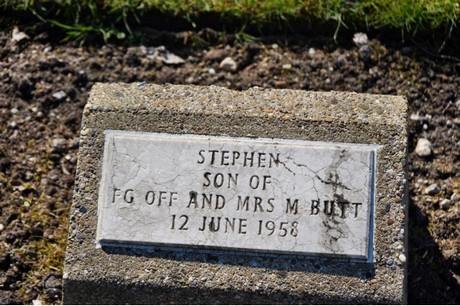 STEPHEN
SON OF
FG OFF AND MRS M BUTT
12 JUNE 1958